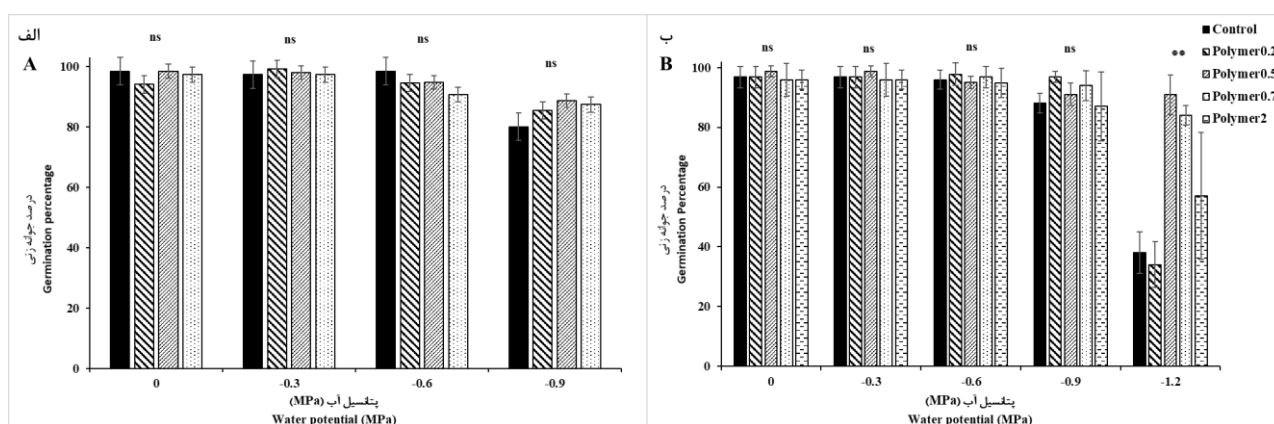 الف
A
ns
ns
ns
ns
100
80
60
40
20
0
درصد جوانه زنی
Germination percentage
0
-0.3
-0.6
-0.9
پتانسیل آب (MPa)
Water potential (MPa)
ب
B
ns
ns
ns
ns
**
Control
Polymer0.2
Polymer0.5
Polymer0.7
Polymer2
100
80
60
40
20
0
درصد جوانه زنی
Germination Percentage
0
-0.3
-0.6
-0.9
-1.2
پتانسیل آب (MPa)
Water potential (MPa)